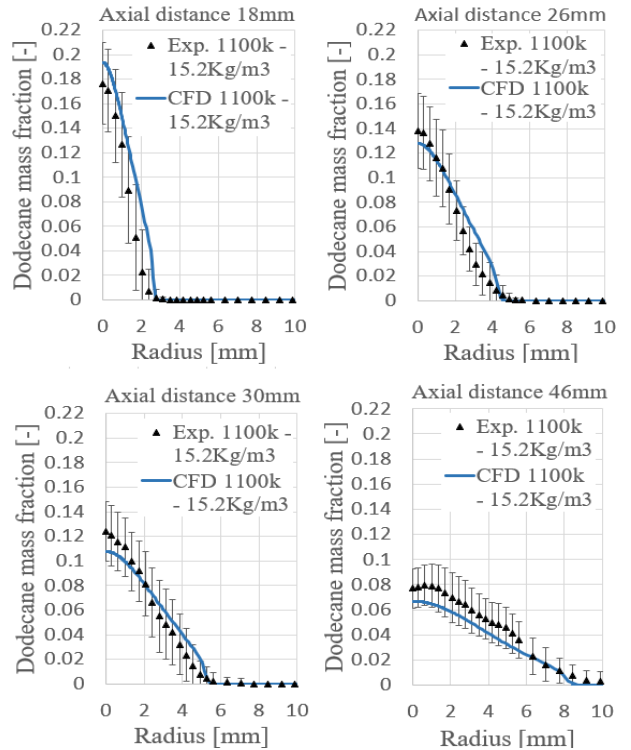 Axial distance 18mm
Dodecane mass fraction [-]
0.22
0.2
0.18
0.16
0.14
0.12
0.1
0.08
0.06
0.04
0.02
0
Exp. 1100k -
15.2Kg/m3
CFD 1100k -
15.2Kg/m3
0 2 4 6 8 10
Radius [mm]
Axial distance 26mm
Dodecane mass fraction [-]
0.22
0.2
0.18
0.16
0.14
0.12
0.1
0.08
0.06
0.04
0.02
0
Exp. 1100k
- 15.2Kg/m3
CFD 1100k
- 15.2Kg/m3
0 2 4 6 8 10
Radius [mm]
Axial distance 30mm
Dodecane mass fraction [-]
0.22
0.2
0.18
0.16
0.14
0.12
0.1
0.08
0.06
0.04
0.02
0
Exp. 1100k -
15.2Kg/m3
CFD 1100k
- 15.2Kg/m3
0 2 4 6 8 10
Radius [mm]
Axial distance 46mm
Dodecane mass fraction [-]
0.22
0.2
0.18
0.16
0.14
0.12
0.1
0.08
0.06
0.04
0.02
0
Exp. 1100k
- 15.2Kg/m3
CFD 1100k
- 15.2Kg/m3
0 2 4 6 8 10
Radius [mm]